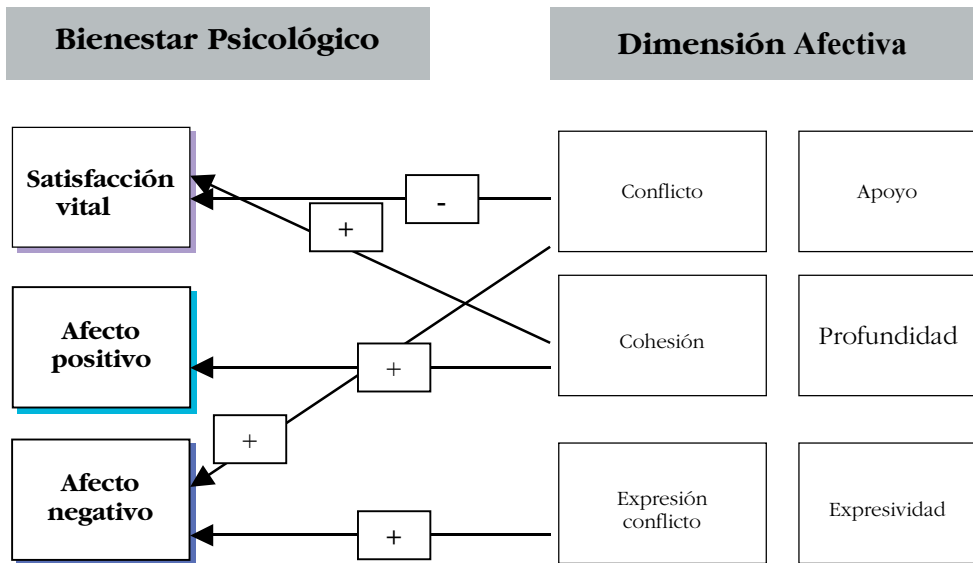 Bienestar Psicológico
Dimensión Afectiva
Satisfacción
vital
-
+
Conflicto
Apoyo
Afecto
positivo
+
Cohesión
Profundidad
+
Afecto
negativo
+
Expresión
conflicto
Expresividad